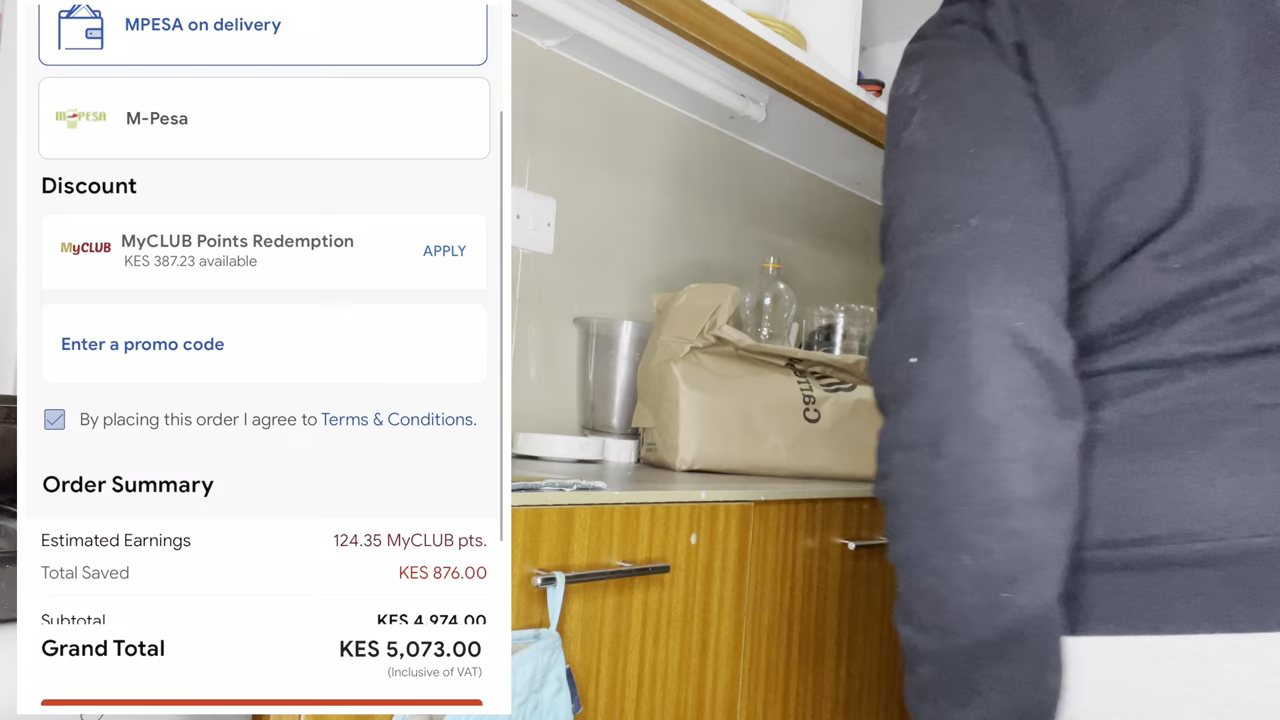 MPESA on delivery
M-PESA
M-Pesa
Discount
MyCLUB
MyCLUB Points Redemption
KES 387.23 available
APPLY
Enter a promo code
By placing this order I agree to Terms & Conditions.
Order Summary
Estimated Earnings
124.35 MyCLUB pts.
Total Saved
KES 876.00
Subtotal
KES 4,974.00
Grand Total
KES 5,073.00
(Inclusive of VAT)